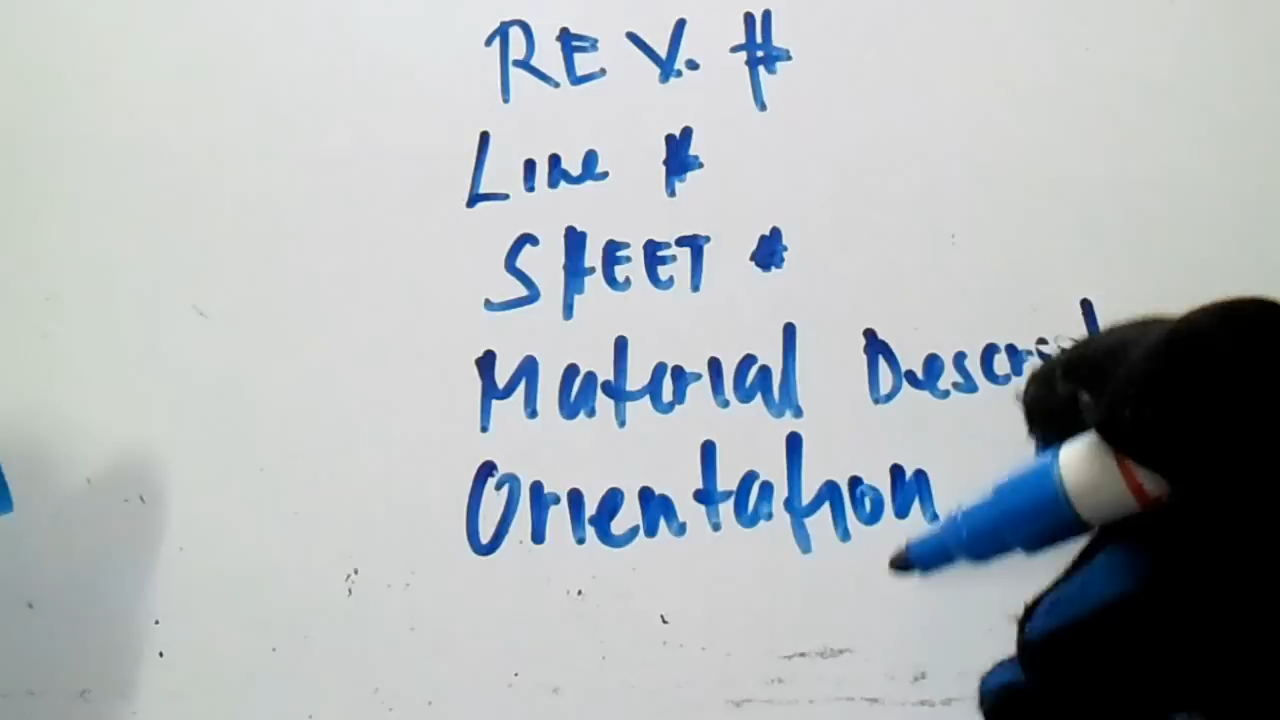 REV. #
Line #
SHEET #
Material
Orientation